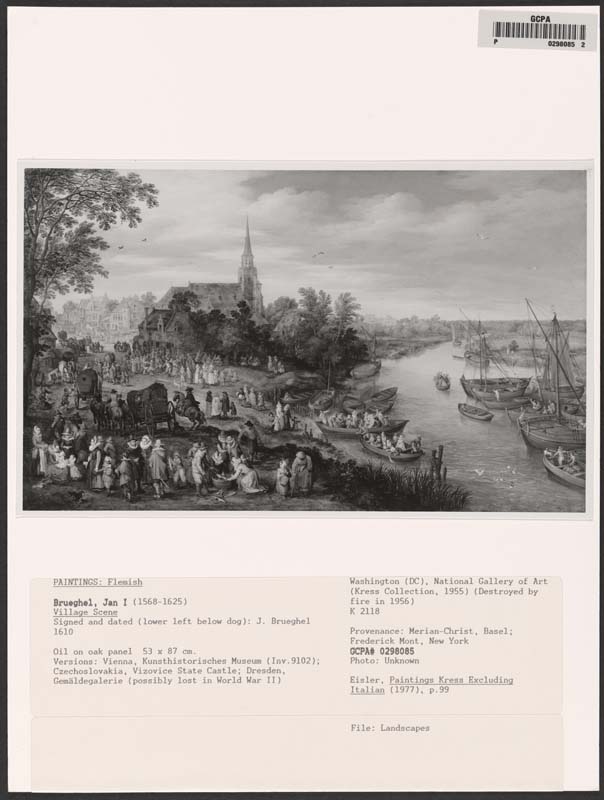 GCPA
P 0298085 2
PAINTINGS: Flemish
Brueghel, Jan I (1568-1625)
Village Scene
Signed and dated (lower left below dog): J. Brueghel
1610
Oil on oak panel 53 x 87 cm.
Versions: Vienna, Kunsthistorisches Museum (Inv.9102);
Czechoslovakia, Vizovice State Castle; Dresden,
Gemäldegalerie (possibly lost in World War II)
Washington (DC), National Gallery of Art
(Kress Collection, 1955) (Destroyed by
fire in 1956)
K 2118
Provenance: Merian-Christ, Basel;
Frederick Mont, New York
GCPA# 0298085
Photo: Unknown
Eisler, Paintings Kress Excluding
Italian (1977), p.99
File: Landscapes